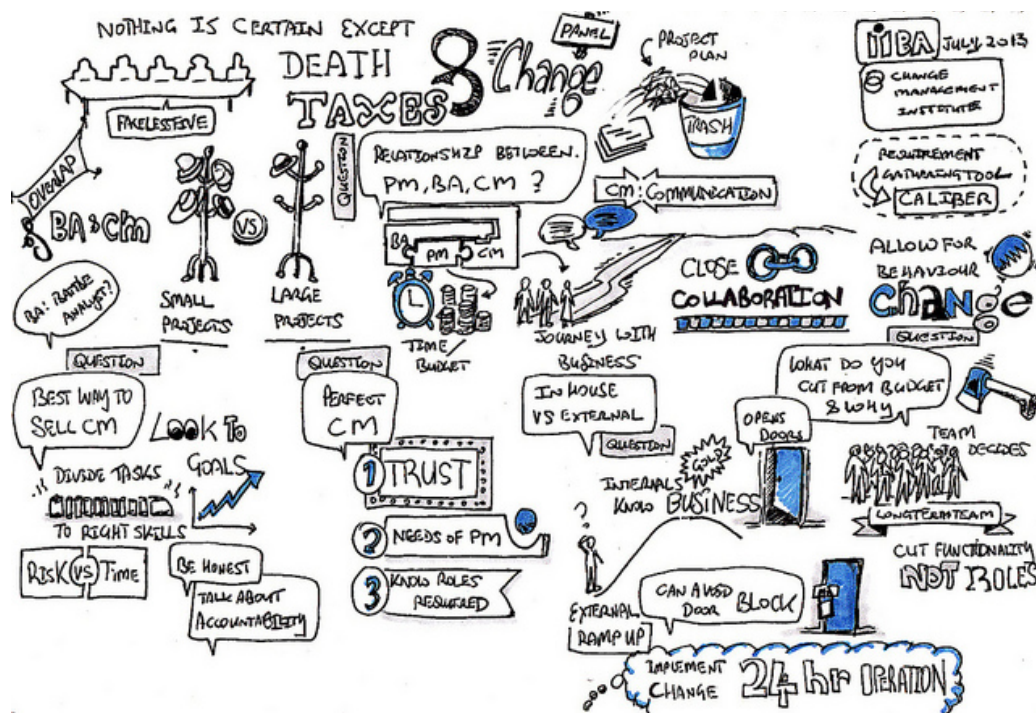 NOTHING IS CERTAIN EXCEPT
DEATH
TAXES & Change
PANEL
PROJECT
PLAN
TRASH
iiBA JULY 2013
CHANGE
MANAGEMENT
INSTITUTE
REQUIREMENT
GATHERING TOOL
CALIBER
OVERLAP
BA & cm
SMALL
PROJECTS
VS
LARGE
PROJECTS
QUESTION
RELATIONSHIP BETWEEN
PM, BA, CM ?
BA PM CM
TIME/
BUDGET
CM: COMMUNICATION
JOURNEY WITH
BUSINESS
CLOSE
COLLABORATION
ALLOW FOR
BEHAVIOUR
change
BA: BATTLE
ANALYST?
QUESTION
BEST WAY TO
SELL CM
LOOK TO
GOALS
DIVIDE TASKS
TO RIGHT SKILLS
RISK VS TIME
BE HONEST
TALK ABOUT
ACCOUNTABILITY
QUESTION
PERFECT
CM
1 TRUST
2 NEEDS OF PM
3 KNOW ROLES
REQUIRED
IN HOUSE
VS EXTERNAL
QUESTION
INTERNALS
KNOW BUSINESS
GOLD
OPENS
DOORS
?
EXTERNAL
RAMP UP
CAN AVOID
DOOR BLOCK
IMPLEMENT
CHANGE 24 hr OPERATION
QUESTION
WHAT DO YOU
CUT FROM BUDGET
& WHY
TEAM
DECIDES
LONGTERM TEAM
CUT FUNCTIONALITY
NOT ROLES